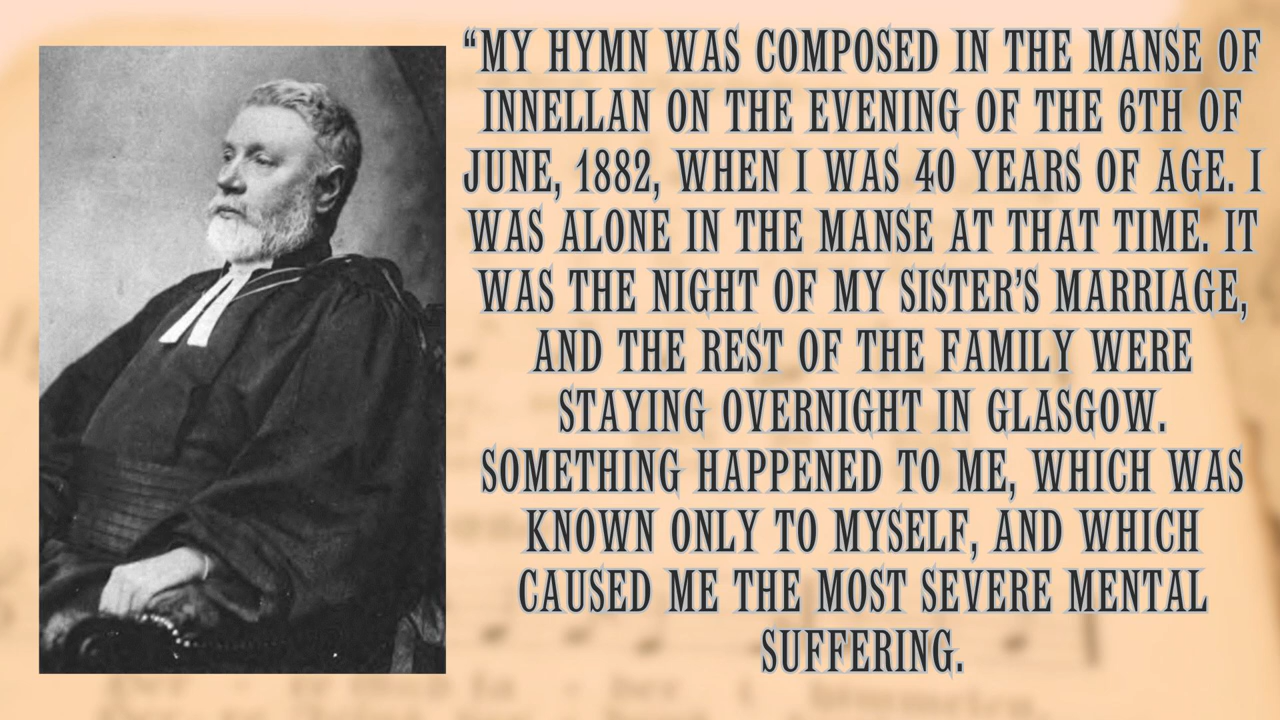 “MY HYMN WAS COMPOSED IN THE MANSE OF
INNELLAN ON THE EVENING OF THE 6TH OF
JUNE, 1882, WHEN I WAS 40 YEARS OF AGE. I
WAS ALONE IN THE MANSE AT THAT TIME. IT
WAS THE NIGHT OF MY SISTER’S MARRIAGE,
AND THE REST OF THE FAMILY WERE
STAYING OVERNIGHT IN GLASGOW.
SOMETHING HAPPENED TO ME, WHICH WAS
KNOWN ONLY TO MYSELF, AND WHICH
CAUSED ME THE MOST SEVERE MENTAL
SUFFERING.